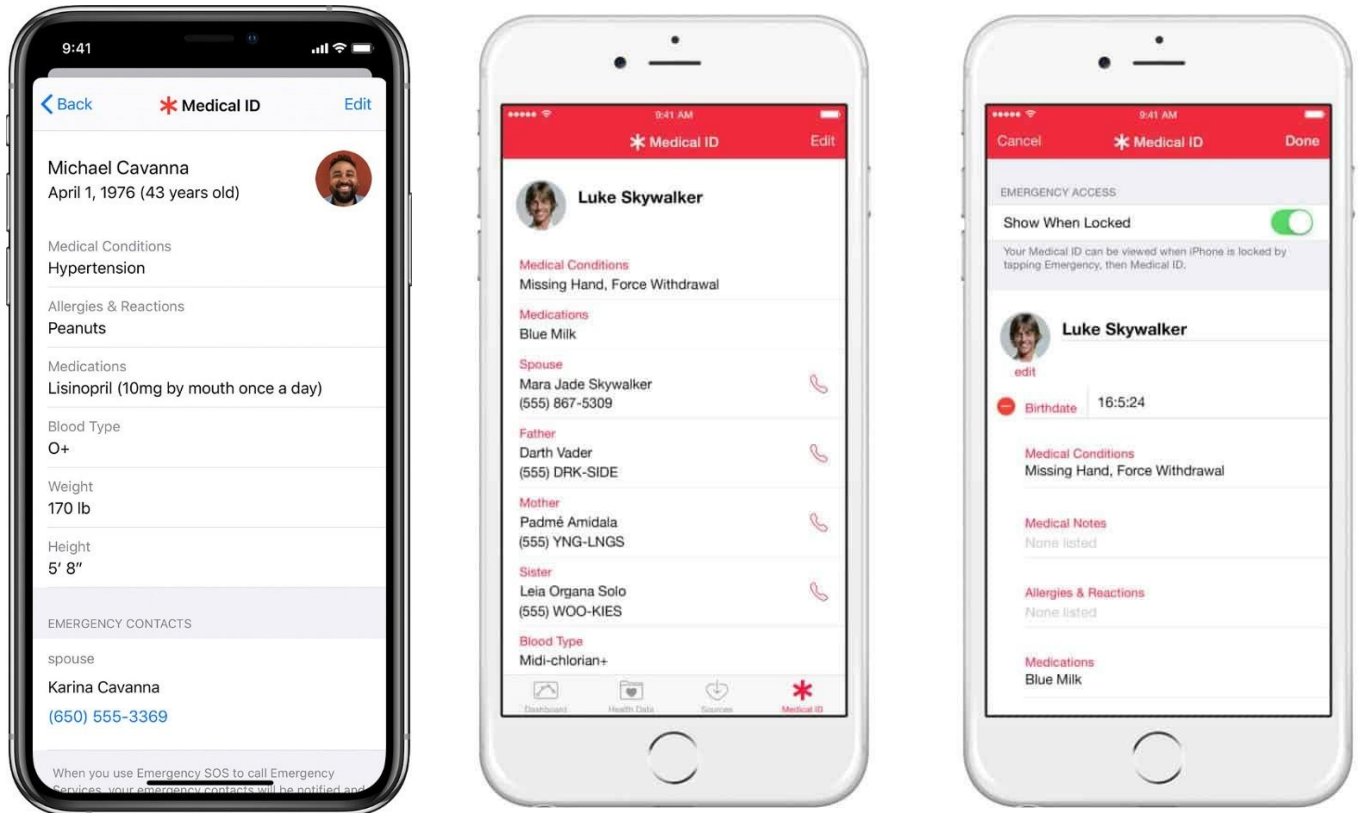 9:41
Back
Medical ID
Edit
Michael Cavanna
April 1, 1976 (43 years old)
Medical Conditions
Hypertension
Allergies & Reactions
Peanuts
Medications
Lisinopril (10mg by mouth once a day)
Blood Type
O+
Weight
170 lb
Height
5' 8"
EMERGENCY CONTACTS
spouse
Karina Cavanna
(650) 555-3369
When you use Emergency SOS to call Emergency
Services, your emergency contacts will be notified and
9:41 AM
Medical ID
Edit
Luke Skywalker
Medical Conditions
Missing Hand, Force Withdrawal
Medications
Blue Milk
Spouse
Mara Jade Skywalker
(555) 867-5309
Father
Darth Vader
(555) DRK-SIDE
Mother
Padmé Amidala
(555) YNG-LNGS
Sister
Leia Organa Solo
(555) WOO-KIES
Blood Type
Midi-chlorian+
Dashboard
Health Data
Sources
Medical ID
9:41 AM
Cancel
Medical ID
Done
EMERGENCY ACCESS
Show When Locked
Your Medical ID can be viewed when iPhone is locked by
tapping Emergency, then Medical ID.
Luke Skywalker
edit
Birthdate
16:5:24
Medical Conditions
Missing Hand, Force Withdrawal
Medical Notes
None listed
Allergies & Reactions
None listed
Medications
Blue Milk